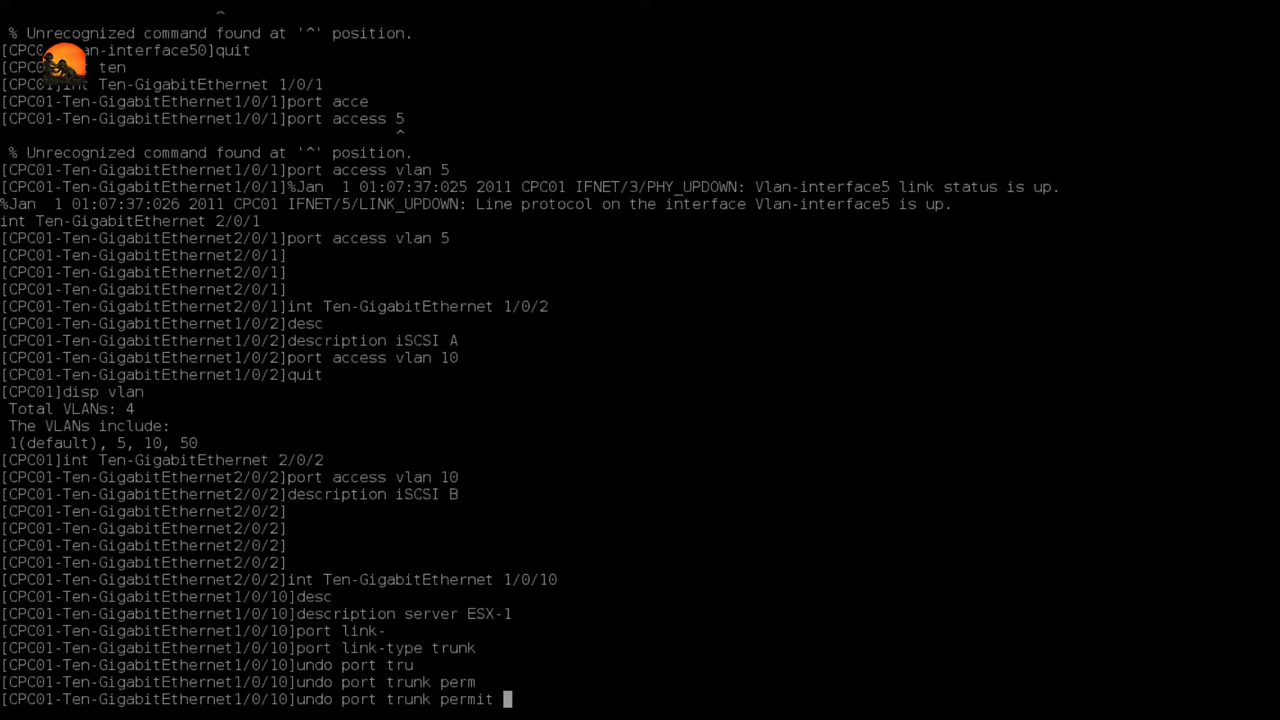 ^
% Unrecognized command found at '^' position.
[CPC01-Vlan-interface50]quit
[CPC01]int ten
[CPC01]int Ten-GigabitEthernet 1/0/1
[CPC01-Ten-GigabitEthernet1/0/1]port acce
[CPC01-Ten-GigabitEthernet1/0/1]port access 5
^
% Unrecognized command found at '^' position.
[CPC01-Ten-GigabitEthernet1/0/1]port access vlan 5
[CPC01-Ten-GigabitEthernet1/0/1]%Jan  1 01:07:37:025 2011 CPC01 IFNET/3/PHY_UPDOWN: Vlan-interface5 link status is up.
%Jan  1 01:07:37:026 2011 CPC01 IFNET/5/LINK_UPDOWN: Line protocol on the interface Vlan-interface5 is up.
int Ten-GigabitEthernet 2/0/1
[CPC01-Ten-GigabitEthernet2/0/1]port access vlan 5
[CPC01-Ten-GigabitEthernet2/0/1]
[CPC01-Ten-GigabitEthernet2/0/1]
[CPC01-Ten-GigabitEthernet2/0/1]
[CPC01-Ten-GigabitEthernet2/0/1]int Ten-GigabitEthernet 1/0/2
[CPC01-Ten-GigabitEthernet1/0/2]desc
[CPC01-Ten-GigabitEthernet1/0/2]description iSCSI A
[CPC01-Ten-GigabitEthernet1/0/2]port access vlan 10
[CPC01-Ten-GigabitEthernet1/0/2]quit
[CPC01]disp vlan
Total VLANs: 4
The VLANs include:
1(default), 5, 10, 50
[CPC01]int Ten-GigabitEthernet 2/0/2
[CPC01-Ten-GigabitEthernet2/0/2]port access vlan 10
[CPC01-Ten-GigabitEthernet2/0/2]description iSCSI B
[CPC01-Ten-GigabitEthernet2/0/2]
[CPC01-Ten-GigabitEthernet2/0/2]
[CPC01-Ten-GigabitEthernet2/0/2]
[CPC01-Ten-GigabitEthernet2/0/2]
[CPC01-Ten-GigabitEthernet2/0/2]int Ten-GigabitEthernet 1/0/10
[CPC01-Ten-GigabitEthernet1/0/10]desc
[CPC01-Ten-GigabitEthernet1/0/10]description server ESX-1
[CPC01-Ten-GigabitEthernet1/0/10]port link-
[CPC01-Ten-GigabitEthernet1/0/10]port link-type trunk
[CPC01-Ten-GigabitEthernet1/0/10]undo port tru
[CPC01-Ten-GigabitEthernet1/0/10]undo port trunk perm
[CPC01-Ten-GigabitEthernet1/0/10]undo port trunk permit